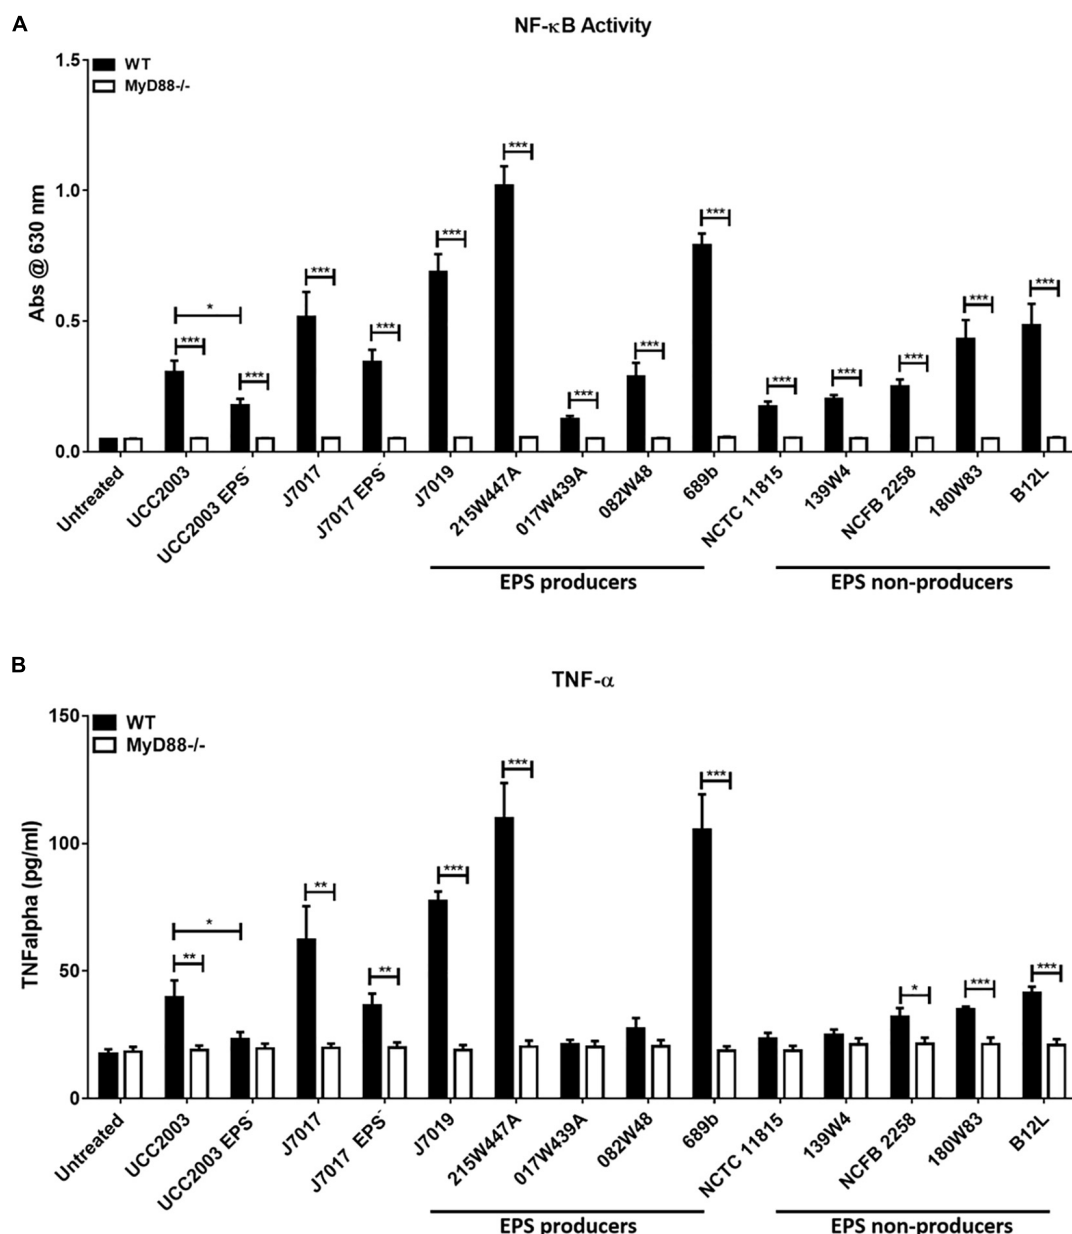 A
NF-κB Activity
WT
MyD88-/-
Abs @ 630 nm
1.5
1.0
0.5
0.0
***
***
***
***
***
***
***
***
***
***
***
***
***
***
*
Untreated
UCC2003
UCC2003 EPS-
J7017
J7017 EPS-
J7019
215W447A
017W439A
082W48
689b
NCTC 11815
139W4
NCFB 2258
180W83
B12L
EPS producers
EPS non-producers
B
TNF-α
WT
MyD88-/-
TNFalpha (pg/ml)
150
100
50
0
*
**
**
**
***
***
***
*
***
***
Untreated
UCC2003
UCC2003 EPS-
J7017
J7017 EPS-
J7019
215W447A
017W439A
082W48
689b
NCTC 11815
139W4
NCFB 2258
180W83
B12L
EPS producers
EPS non-producers